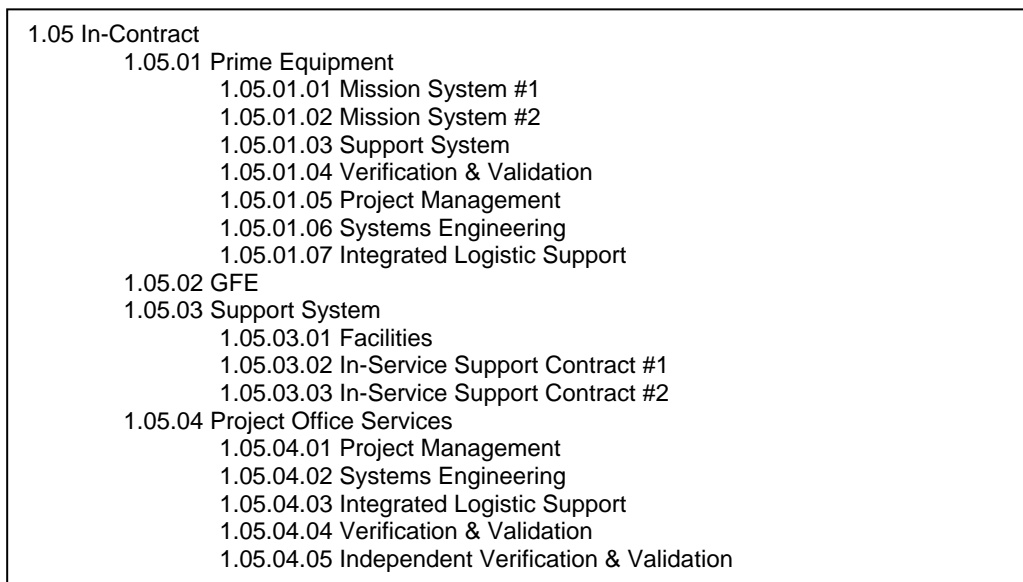 1.05 In-Contract
1.05.01 Prime Equipment
1.05.01.01 Mission System #1
1.05.01.02 Mission System #2
1.05.01.03 Support System
1.05.01.04 Verification & Validation
1.05.01.05 Project Management
1.05.01.06 Systems Engineering
1.05.01.07 Integrated Logistic Support
1.05.02 GFE
1.05.03 Support System
1.05.03.01 Facilities
1.05.03.02 In-Service Support Contract #1
1.05.03.03 In-Service Support Contract #2
1.05.04 Project Office Services
1.05.04.01 Project Management
1.05.04.02 Systems Engineering
1.05.04.03 Integrated Logistic Support
1.05.04.04 Verification & Validation
1.05.04.05 Independent Verification & Validation